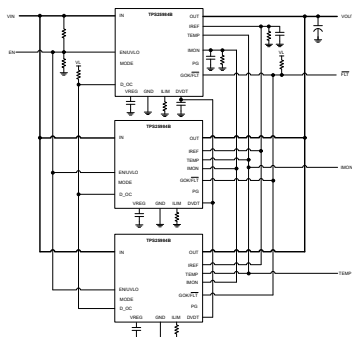 VIN
IN
TPS25984B
OUT
VOUT
IREF
TEMP
EN
EN/UVLO
IMON
VL
MODE
PG
VL
D_OC
GOK/FLT
FLT
VREG GND ILIM DVDT
TPS25984B
IN
OUT
IREF
TEMP
IMON
IMON
EN/UVLO
GOK/FLT
MODE
PG
D_OC
VREG GND ILIM DVDT
TPS25984B
IN
OUT
IREF
TEMP
TEMP
IMON
EN/UVLO
GOK/FLT
MODE
PG
D_OC
VREG GND ILIM DVDT